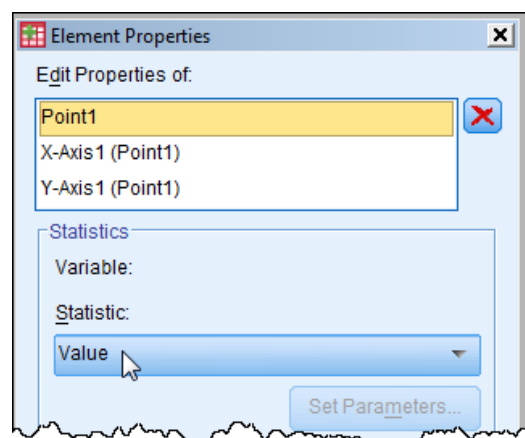 Element Properties
Edit Properties of:
Point1
X-Axis1 (Point1)
Y-Axis1 (Point1)
Statistics
Variable:
Statistic:
Value
Set Parameters...